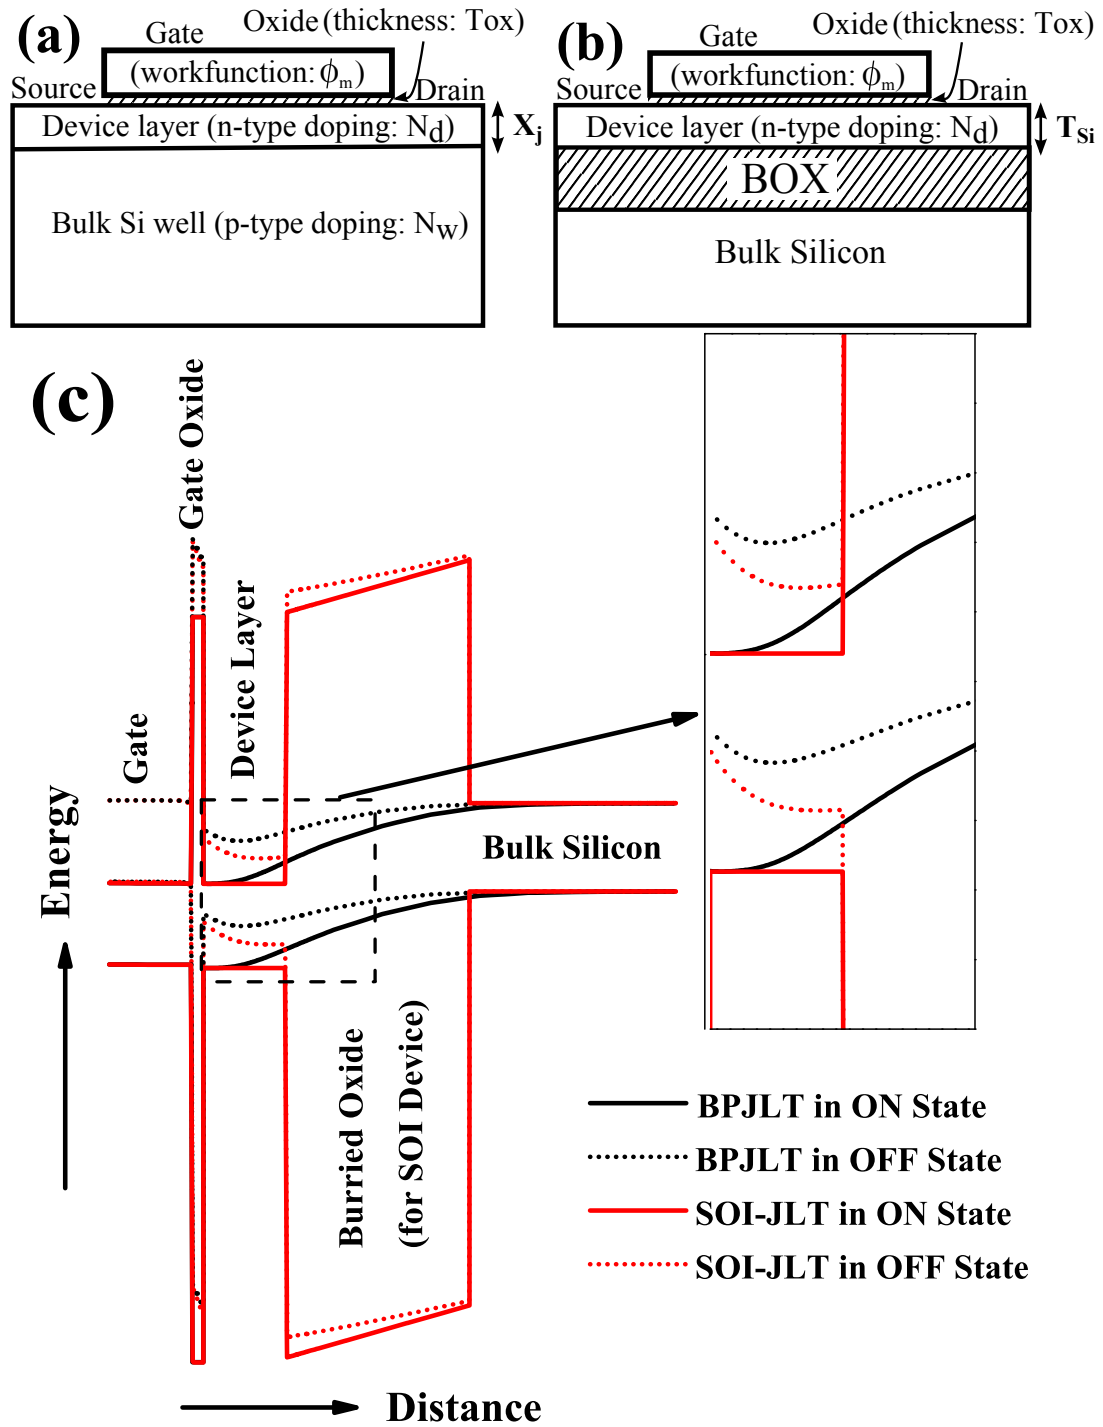 (a)
Gate
Oxide (thickness: Tox)
(workfunction: ϕm)
Source
Drain
Device layer (n-type doping: Nd)
Xj
Bulk Si well (p-type doping: NW)
(b)
Gate
Oxide(thickness: Tox)
(workfunction: ϕm)
Source
Drain
Device layer (n-type doping: Nd)
TSi
BOX
Bulk Silicon
(c)
Gate Oxide
Device Layer
Gate
Energy
Bulk Silicon
Burried Oxide
(for SOI Device)
Distance
BPJLT in ON State
BPJLT in OFF State
SOI-JLT in ON State
SOI-JLT in OFF State